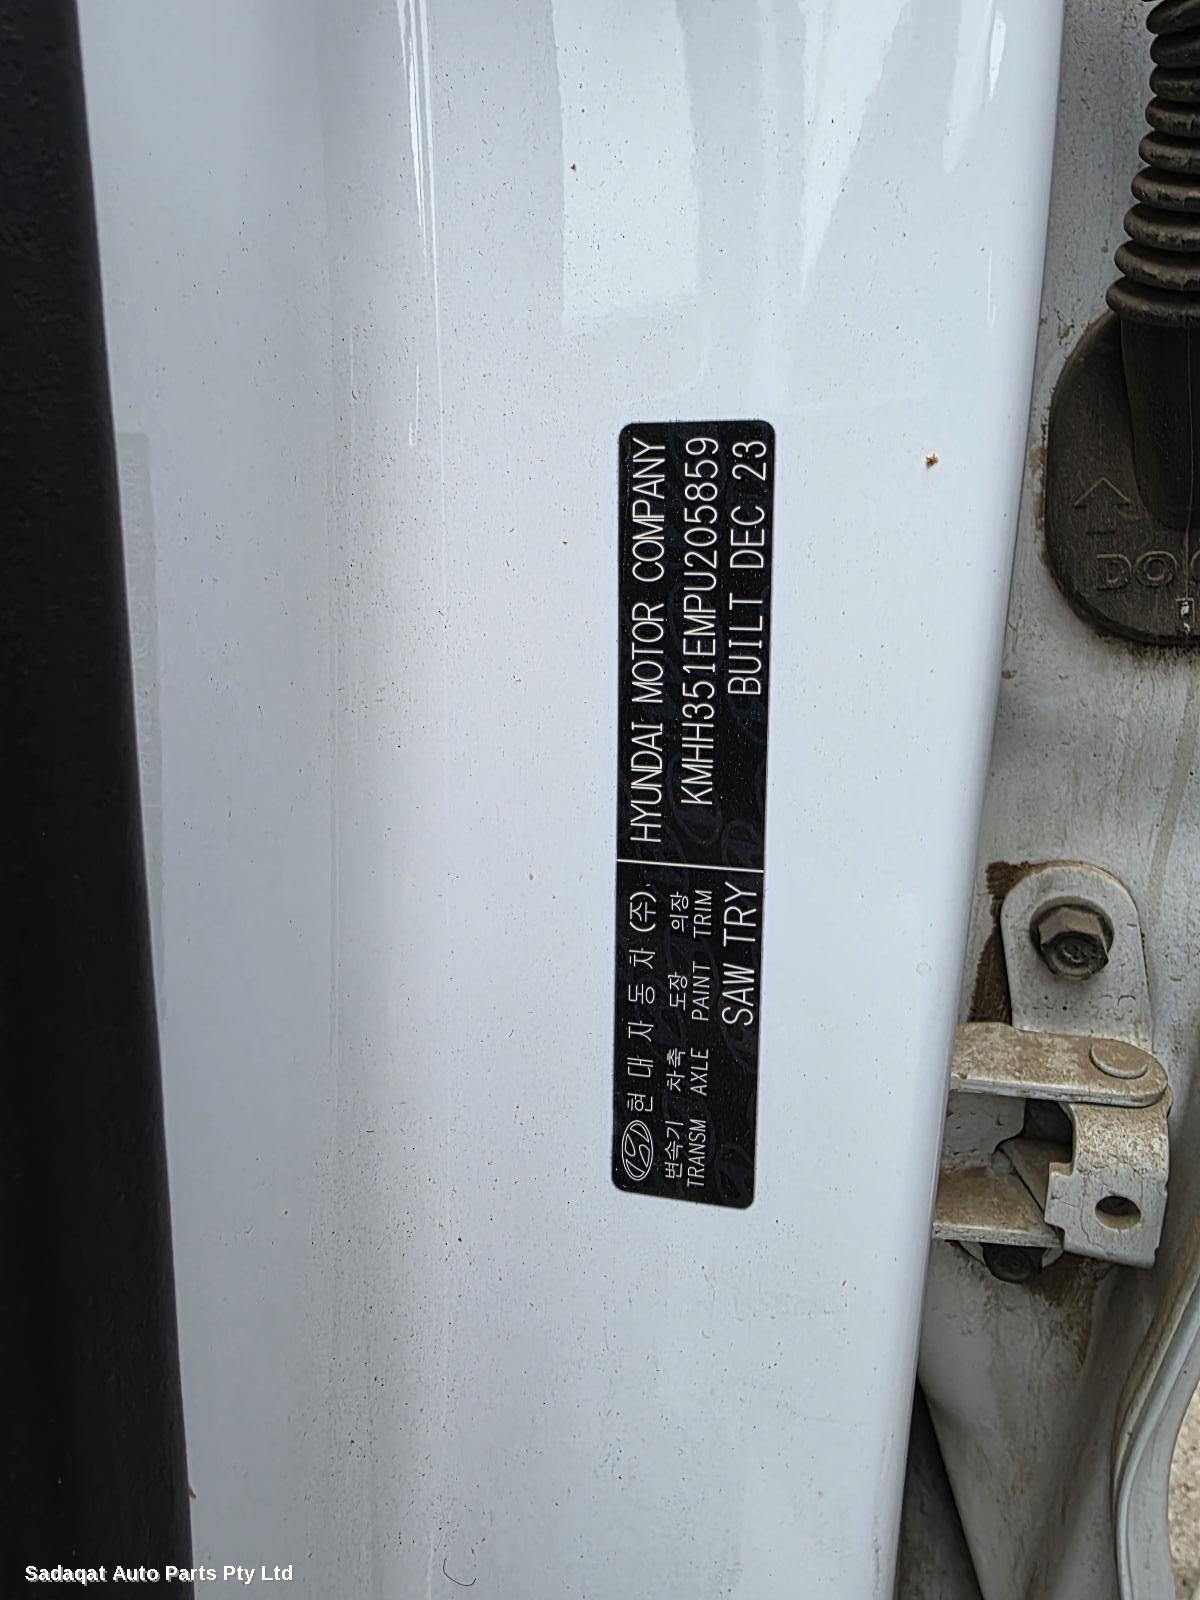 현대자동차(주)
HYUNDAI MOTOR COMPANY
변속기 차축 도장 의장
TRANSM AXLE PAINT TRIM
SAW TRY
KMHH351EMPU205859
BUILT DEC 23
DO
Sadaqat Auto Parts Pty Ltd